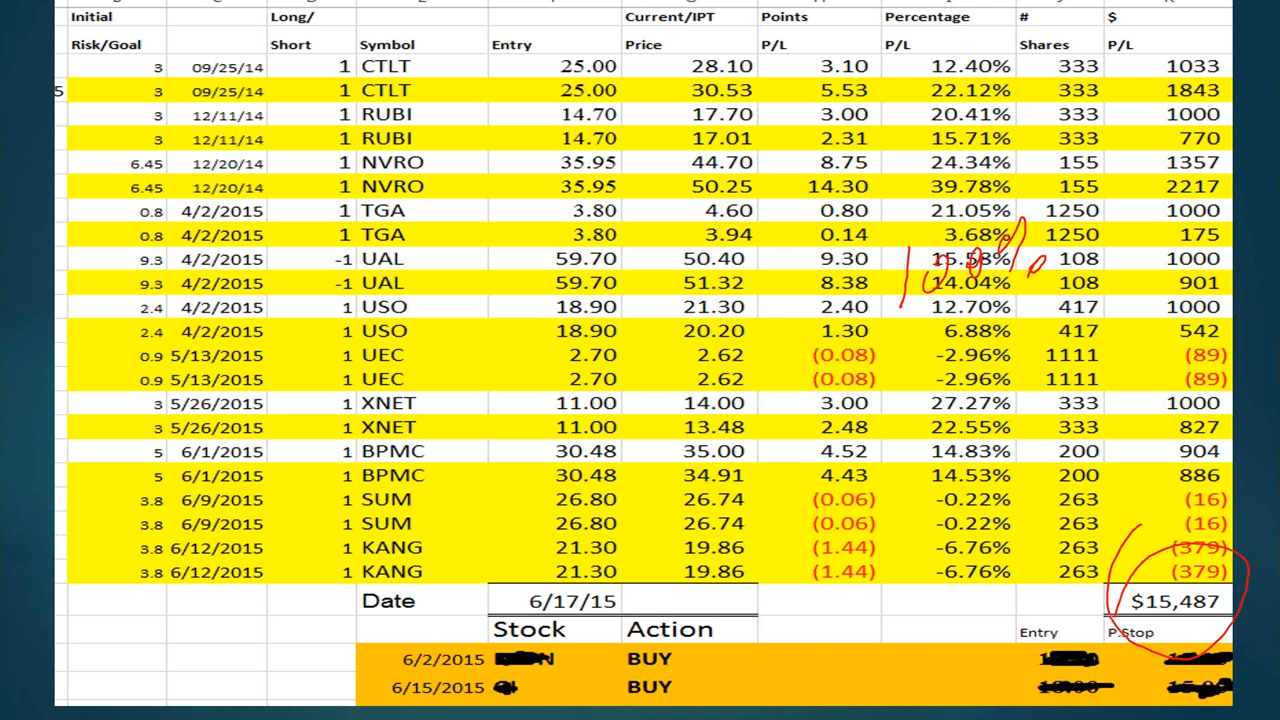 Initial Long/ Current/IPT Points Percentage # $
Risk/Goal Short Symbol Entry Price P/L P/L Shares P/L
3 09/25/14 1 CTLT 25.00 28.10 3.10 12.40% 333 1033
5 3 09/25/14 1 CTLT 25.00 30.53 5.53 22.12% 333 1843
3 12/11/14 1 RUBI 14.70 17.70 3.00 20.41% 333 1000
3 12/11/14 1 RUBI 14.70 17.01 2.31 15.71% 333 770
6.45 12/20/14 1 NVRO 35.95 44.70 8.75 24.34% 155 1357
6.45 12/20/14 1 NVRO 35.95 50.25 14.30 39.78% 155 2217
0.8 4/2/2015 1 TGA 3.80 4.60 0.80 21.05% 1250 1000
0.8 4/2/2015 1 TGA 3.80 3.94 0.14 3.68% 1250 175
9.3 4/2/2015 -1 UAL 59.70 50.40 9.30 15.58% 108 1000
100%
9.3 4/2/2015 -1 UAL 59.70 51.32 8.38 14.04% 108 901
2.4 4/2/2015 1 USO 18.90 21.30 2.40 12.70% 417 1000
2.4 4/2/2015 1 USO 18.90 20.20 1.30 6.88% 417 542
0.9 5/13/2015 1 UEC 2.70 2.62 (0.08) -2.96% 1111 (89)
0.9 5/13/2015 1 UEC 2.70 2.62 (0.08) -2.96% 1111 (89)
3 5/26/2015 1 XNET 11.00 14.00 3.00 27.27% 333 1000
3 5/26/2015 1 XNET 11.00 13.48 2.48 22.55% 333 827
5 6/1/2015 1 BPMC 30.48 35.00 4.52 14.83% 200 904
5 6/1/2015 1 BPMC 30.48 34.91 4.43 14.53% 200 886
3.8 6/9/2015 1 SUM 26.80 26.74 (0.06) -0.22% 263 (16)
3.8 6/9/2015 1 SUM 26.80 26.74 (0.06) -0.22% 263 (16)
3.8 6/12/2015 1 KANG 21.30 19.86 (1.44) -6.76% 263 (379)
3.8 6/12/2015 1 KANG 21.30 19.86 (1.44) -6.76% 263 (379)
Date 6/17/15 $15,487
Stock Action Entry P.Stop
6/2/2015 BUY
6/15/2015 BUY